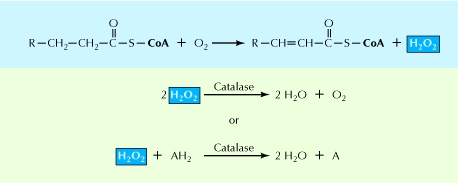 O O
R—CH₂—CH₂—C—S—CoA + O₂ ⟶ R—CH=CH—C—S—CoA + H₂O₂
Catalase
2 H₂O₂ ⟶ 2 H₂O + O₂
or
Catalase
H₂O₂ + AH₂ ⟶ 2 H₂O + A